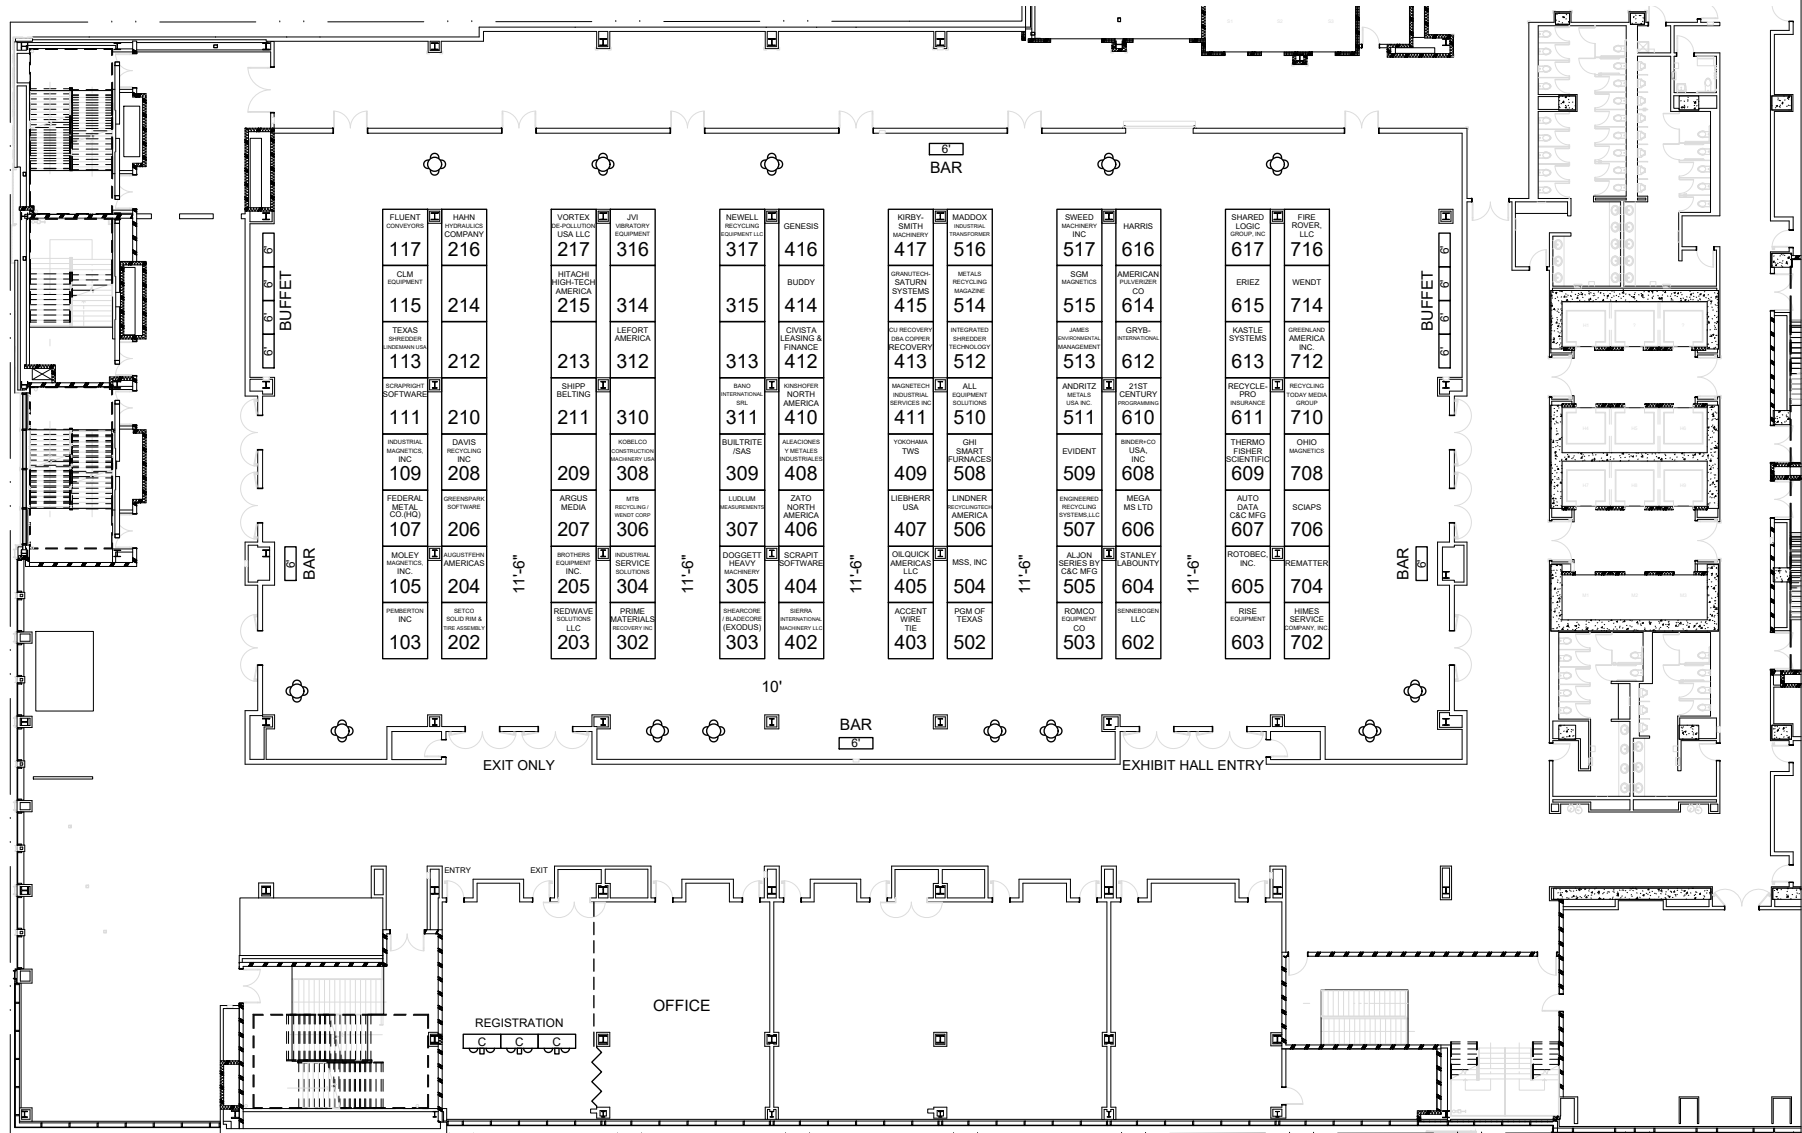 6'
BAR
FLUENT
CONVEYORS
117
HAHN
HYDRAULICS
COMPANY
216
VORTEX
DE-POLLUTION
USA LLC
217
JVI
VIBRATORY
EQUIPMENT
316
NEWELL
RECYCLING
EQUIPMENT LLC
317
GENESIS
416
KIRBY-
SMITH
MACHINERY
417
MADDOX
INDUSTRIAL
TRANSFORMER
516
SWEED
MACHINERY
INC
517
HARRIS
616
SHARED
LOGIC
GROUP, INC
617
FIRE
ROVER,
LLC
716
CLM
EQUIPMENT
115
214
HITACHI
HIGH-TECH
AMERICA
215
314
315
BUDDY
414
GRANUTECH-
SATURN
SYSTEMS
415
METALS
RECYCLING
MAGAZINE
514
SGM
MAGNETICS
515
AMERICAN
PULVERIZER
CO
614
ERIEZ
615
WENDT
714
TEXAS
SHREDDER
LINDEMANN USA
113
212
213
LEFORT
AMERICA
312
313
CIVISTA
LEASING &
FINANCE
412
CU RECOVERY
DBA COPPER
RECOVERY
413
INTEGRATED
SHREDDER
TECHNOLOGY
512
JAMES
ENVIRONMENTAL
MANAGEMENT
513
GRYB-
INTERNATIONAL
612
KASTLE
SYSTEMS
613
GREENLAND
AMERICA
INC.
712
SCRAPRIGHT
SOFTWARE
111
210
SHIPP
BELTING
211
310
BANO
INTERNATIONAL
SRL
311
KINSHOFER
NORTH
AMERICA
410
MAGNETECH
INDUSTRIAL
SERVICES INC
411
ALL
EQUIPMENT
SOLUTIONS
510
ANDRITZ
METALS
USA INC.
511
21ST
CENTURY
PROGRAMMING
610
RECYCLE-
PRO
INSURANCE
611
RECYCLING
TODAY MEDIA
GROUP
710
INDUSTRIAL
MAGNETICS,
INC
109
DAVIS
RECYCLING
INC
208
209
KOBELCO
CONSTRUCTION
MACHINERY USA
308
BUILTRITE
/SAS
309
ALEACIONES
Y METALES
INDUSTRIALES
408
YOKOHAMA
TWS
409
GHI
SMART
FURNACES
508
EVIDENT
509
BINDER+CO
USA,
INC
608
THERMO
FISHER
SCIENTIFIC
609
OHIO
MAGNETICS
708
FEDERAL
METAL
CO.(HQ)
107
GREENSPARK
SOFTWARE
206
ARGUS
MEDIA
207
MTB
RECYCLING /
WENDT CORP
306
LUDLUM
MEASUREMENTS
307
ZATO
NORTH
AMERICA
406
LIEBHERR
USA
407
LINDNER
RECYCLINGTECH
AMERICA
506
ENGINEERED
RECYCLING
SYSTEMS,LLC
507
MEGA
MS LTD
606
AUTO
DATA
C&C MFG
607
SCIAPS
706
MOLEY
MAGNETICS,
INC.
105
AUGUSTFEHN
AMERICAS
204
BROTHERS
EQUIPMENT
INC.
205
INDUSTRIAL
SERVICE
SOLUTIONS
304
DOGGETT
HEAVY
MACHINERY
305
SCRAPIT
SOFTWARE
404
OILQUICK
AMERICAS
LLC
405
MSS, INC
504
ALJON
SERIES BY
C&C MFG
505
STANLEY
LABOUNTY
604
ROTOBEC,
INC.
605
REMATTER
704
PEMBERTON
INC
103
SETCO
SOLID RIM &
TIRE ASSEMBLY
202
REDWAVE
SOLUTIONS
LLC
203
PRIME
MATERIALS
RECOVERY INC
302
SHEARCORE
/ BLADECORE
(EXODUS)
303
SIERRA
INTERNATIONAL
MACHINERY LLC
402
ACCENT
WIRE
TIE
403
PGM OF
TEXAS
502
ROMCO
EQUIPMENT
CO
503
SENNEBOGEN
LLC
602
RISE
EQUIPMENT
603
HIMES
SERVICE
COMPANY, INC.
702
6'
6'
6'
6'
BUFFET
BUFFET
6'
6'
6'
6'
6'
BAR
11'-6"
11'-6"
11'-6"
11'-6"
11'-6"
BAR
6'
10'
BAR
6'
EXIT ONLY
EXHIBIT HALL ENTRY
ENTRY
EXIT
OFFICE
REGISTRATION
C C C